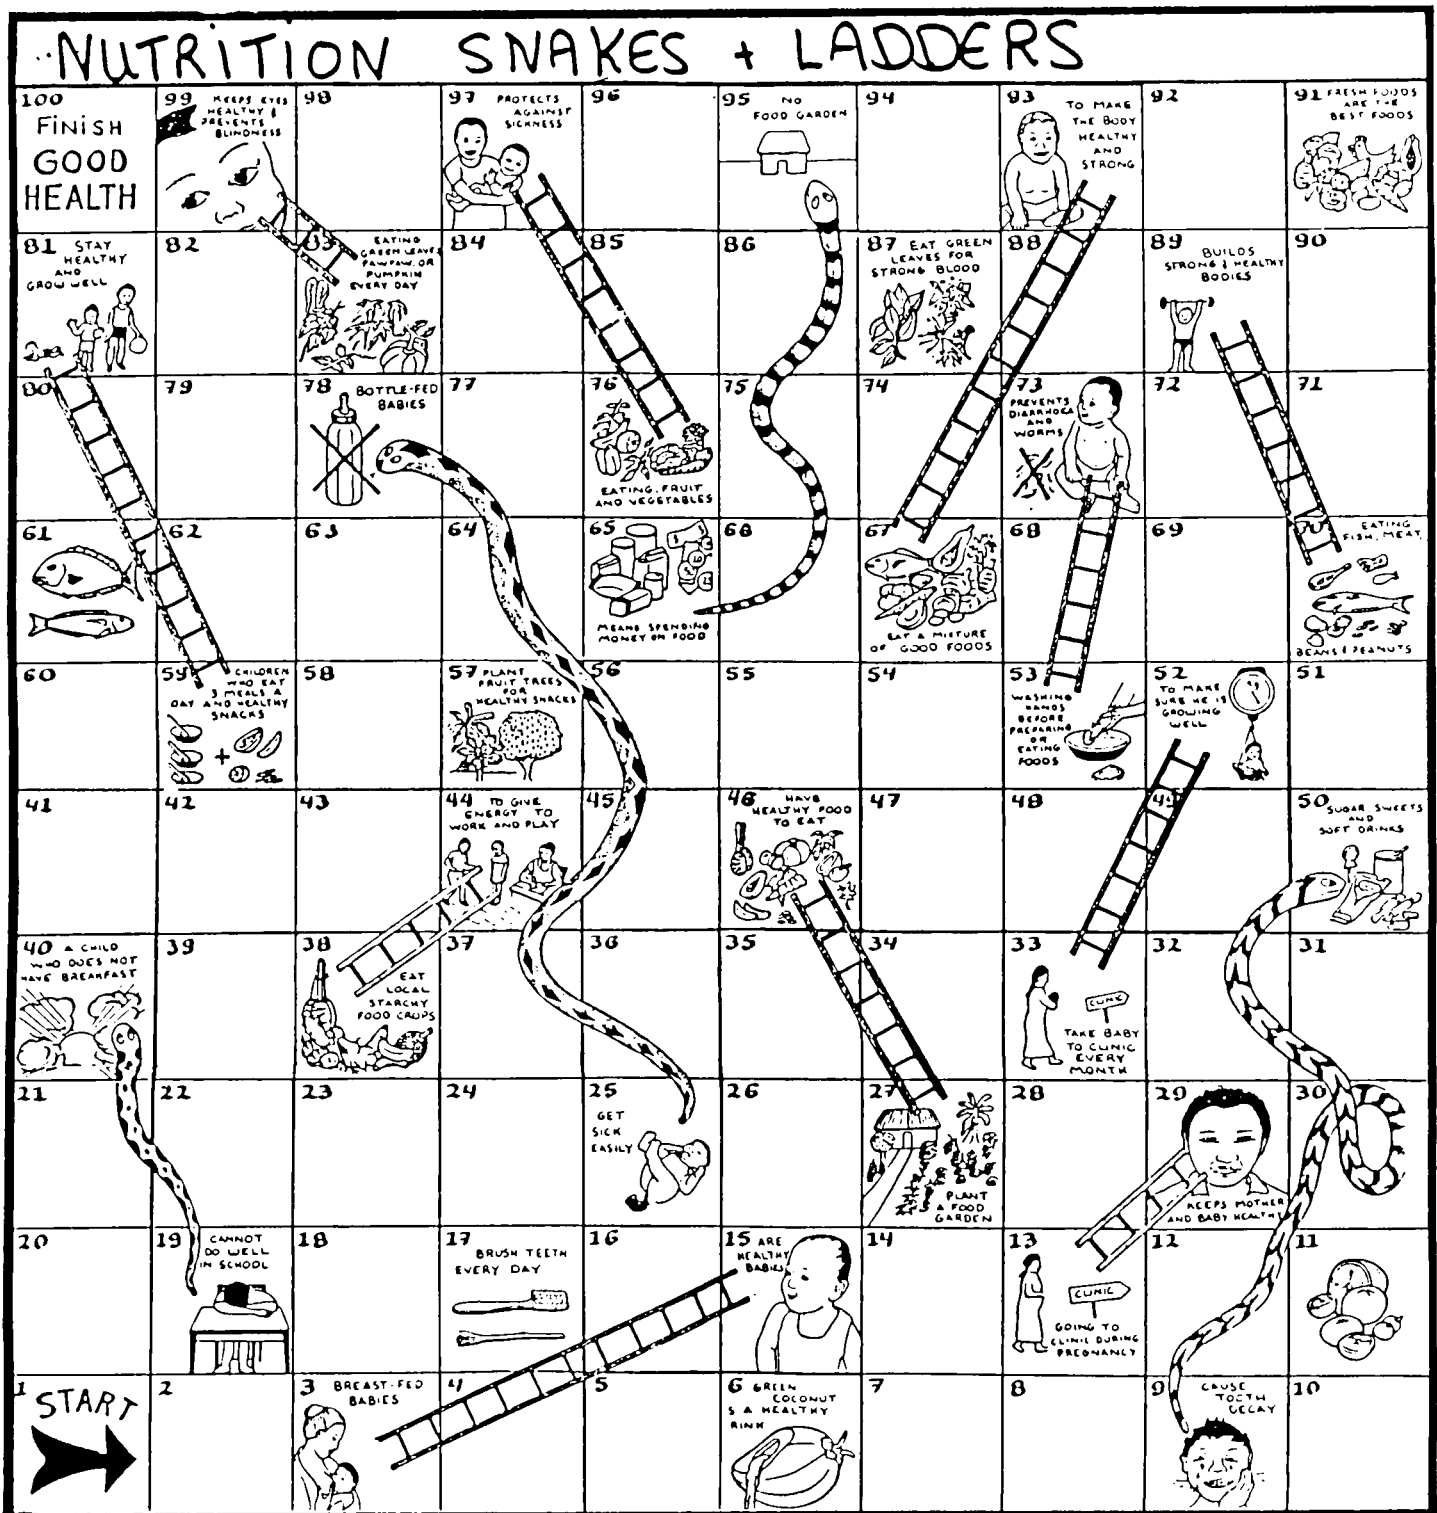 NUTRITION SNAKES + LADDERS
100
FINISH
GOOD
HEALTH
99
KEEPS EYES
HEALTHY &
PREVENTS
BLINDNESS
98
97
PROTECTS
AGAINST
SICKNESS
96
95
NO
FOOD GARDEN
94
93
TO MAKE
THE BODY
HEALTHY
AND
STRONG
92
91
FRESH FOODS
ARE THE
BEST FOODS
81
STAY
HEALTHY
AND
GROW WELL
82
83
EATING
GREEN LEAVES
PAWPAW OR
PUMPKIN
EVERY DAY
84
85
86
87
EAT GREEN
LEAVES FOR
STRONG BLOOD
88
89
BUILDS
STRONG & HEALTHY
BODIES
90
80
79
78
BOTTLE-FED
BABIES
77
76
EATING FRUIT
AND VEGETABLES
75
74
73
PREVENTS
DIARRHOEA
AND
WORMS
72
71
61
62
63
64
65
MEANS SPENDING
MONEY ON FOOD
66
67
EAT A MIXTURE
OF GOOD FOODS
68
69
70
EATING
FISH, MEAT,
BEANS & PEANUTS
60
59
CHILDREN
WHO EAT
3 MEALS A
DAY AND HEALTHY
SNACKS
+
58
57
PLANT
FRUIT TREES
FOR
HEALTHY SNACKS
56
55
54
53
WASHING
HANDS
BEFORE
PREPARING
OR
EATING
FOODS
52
TO MAKE
SURE HE IS
GROWING
WELL
51
41
42
43
44
TO GIVE
ENERGY TO
WORK AND PLAY
45
46
HAVE
HEALTHY FOOD
TO EAT
47
48
49
50
SUGAR SWEETS
AND
SOFT DRINKS
40
A CHILD
WHO DOES NOT
HAVE BREAKFAST
39
38
EAT
LOCAL
STARCHY
FOOD CROPS
37
36
35
34
33
CLINIC
TAKE BABY
TO CLINIC
EVERY
MONTH
32
31
21
22
23
24
25
GET
SICK
EASILY
26
27
PLANT
A FOOD
GARDEN
28
29
KEEPS MOTHER
AND BABY HEALTHY
30
20
19
CANNOT
DO WELL
IN SCHOOL
18
17
BRUSH TEETH
EVERY DAY
16
15
ARE
HEALTHY
BABIES
14
13
CLINIC
GOING TO
CLINIC DURING
PREGNANCY
12
11
1
START
2
3
BREAST-FED
BABIES
4
5
6
GREEN
COCONUT
S A HEALTHY
RINK
7
8
9
CAUSE
TOOTH
DECAY
10